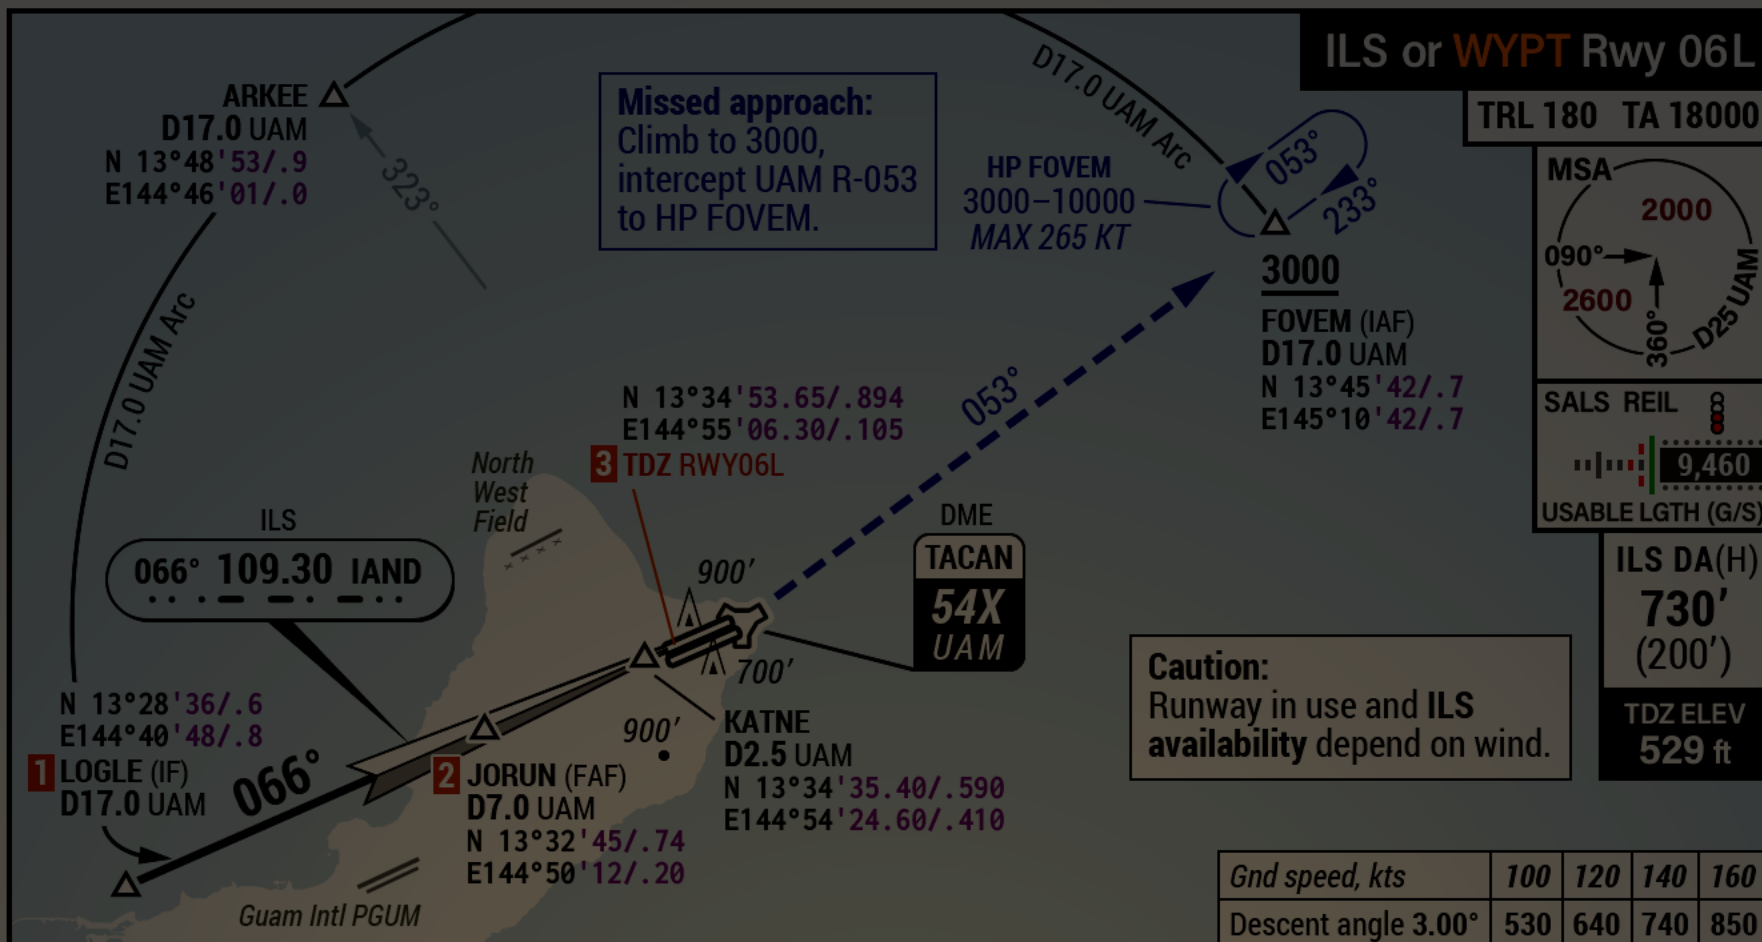 ILS or WYPT Rwy 06L
TRL 180 TA 18000
ARKEE
D17.0 UAM
N 13°48'53/.9
E144°46'01/.0
323°
D17.0 UAM Arc
Missed approach:
Climb to 3000,
intercept UAM R-053
to HP FOVEM.
D17.0 UAM Arc
HP FOVEM
3000–10000
MAX 265 KT
053°
233°
3000
FOVEM (IAF)
D17.0 UAM
N 13°45'42/.7
E145°10'42/.7
MSA
2000
090°
2600
360°
D25 UAM
SALS REIL
9,460
USABLE LGTH (G/S)
ILS DA(H)
730'
(200')
TDZ ELEV
529 ft
053°
N 13°34'53.65/.894
E144°55'06.30/.105
3 TDZ RWY06L
North
West
Field
ILS
066° 109.30 IAND
DME
TACAN
54X
UAM
900'
700'
900'
KATNE
D2.5 UAM
N 13°34'35.40/.590
E144°54'24.60/.410
Caution:
Runway in use and ILS
availability depend on wind.
N 13°28'36/.6
E144°40'48/.8
1 LOGLE (IF)
D17.0 UAM
066°
2 JORUN (FAF)
D7.0 UAM
N 13°32'45/.74
E144°50'12/.20
Guam Intl PGUM
Gnd speed, kts 100 120 140 160
Descent angle 3.00° 530 640 740 850